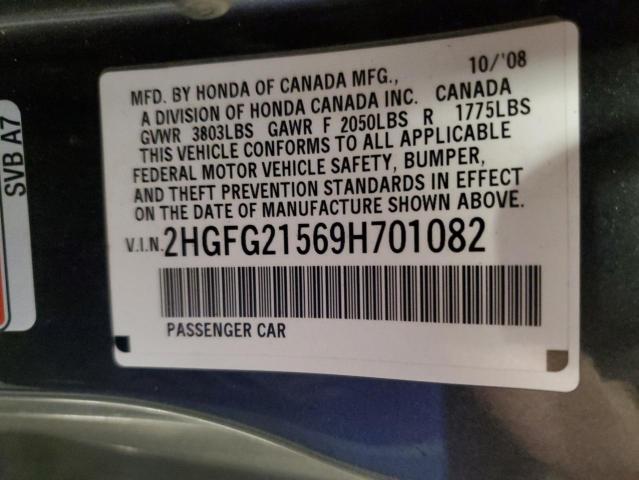 10/'08
MFD. BY HONDA OF CANADA MFG.,
A DIVISION OF HONDA CANADA INC. CANADA
GVWR 3803LBS GAWR F 2050LBS R 1775LBS
THIS VEHICLE CONFORMS TO ALL APPLICABLE
FEDERAL MOTOR VEHICLE SAFETY, BUMPER,
AND THEFT PREVENTION STANDARDS IN EFFECT
ON THE DATE OF MANUFACTURE SHOWN ABOVE.
V.I.N. 2HGFG21569H701082
PASSENGER CAR
SVB A7